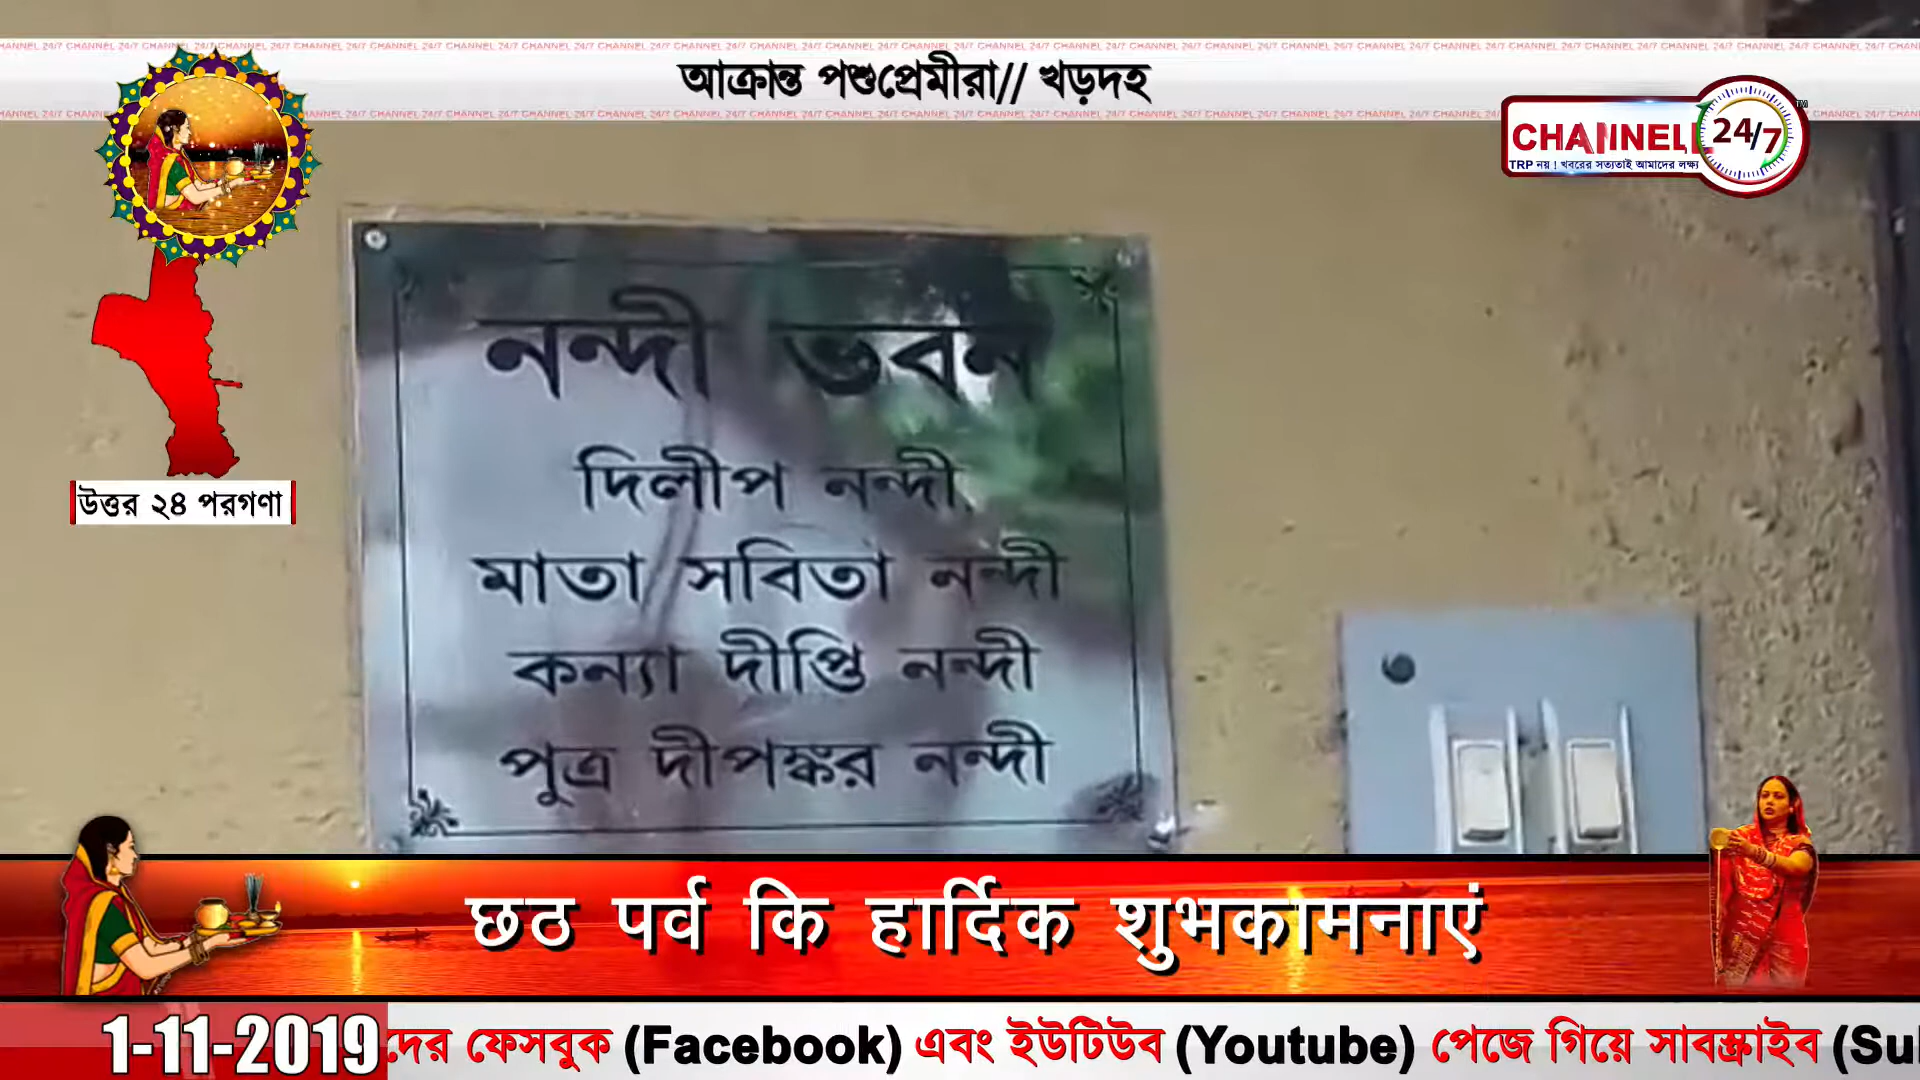 আক্রান্ত পশুপ্রেমীরা// খড়দহ
CHANNEL 24/7
TRP নয় ! খবরের সত্যতাই আমাদের লক্ষ্য
নন্দী ভবন
দিলীপ নন্দী
মাতা সবিতা নন্দী
কন্যা দীপ্তি নন্দী
পুত্র দীপঙ্কর নন্দী
উত্তর ২৪ পরগণা
छठ पर्व कि हार्दिक शुभकामनाएं
1-11-2019
দের ফেসবুক (Facebook) এবং ইউটিউব (Youtube) পেজে গিয়ে সাবস্ক্রাইব (Su